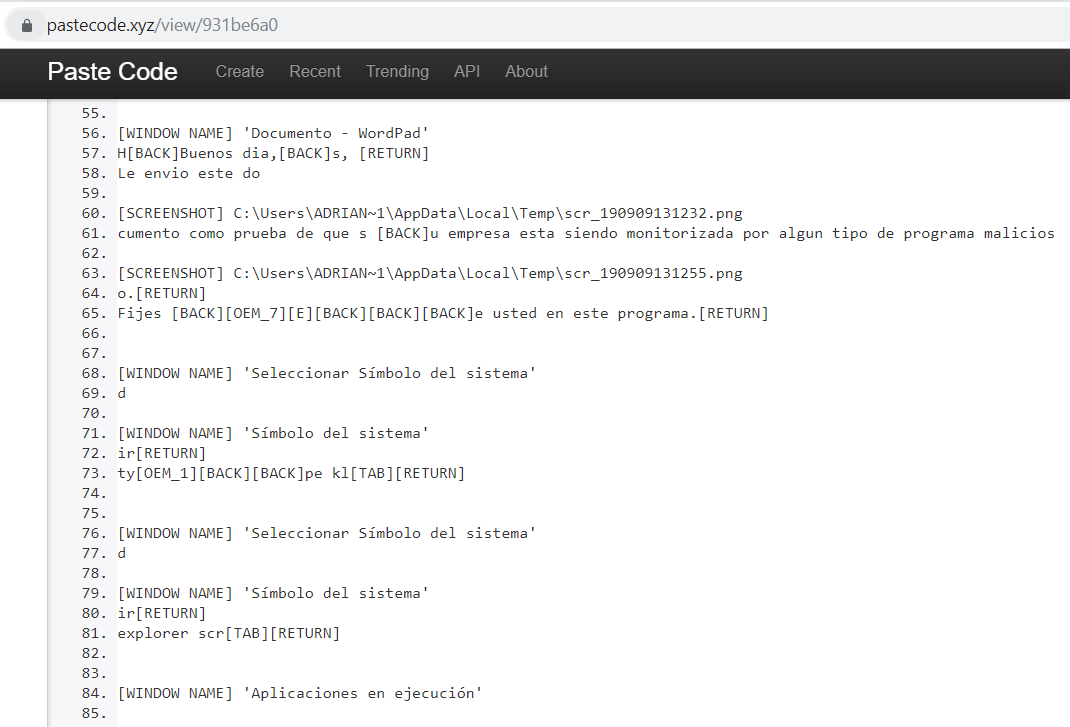 pastecode.xyz/view/931be6a0
Paste Code Create Recent Trending API About
55.
56. [WINDOW NAME] 'Documento - WordPad'
57. H[BACK]Buenos dia,[BACK]s, [RETURN]
58. Le envio este do
59.
60. [SCREENSHOT] C:\Users\ADRIAN~1\AppData\Local\Temp\scr_190909131232.png
61. cumento como prueba de que s [BACK]u empresa esta siendo monitorizada por algun tipo de programa malicios
62.
63. [SCREENSHOT] C:\Users\ADRIAN~1\AppData\Local\Temp\scr_190909131255.png
64. o.[RETURN]
65. Fijes [BACK][OEM_7][E][BACK][BACK][BACK]e usted en este programa.[RETURN]
66.
67.
68. [WINDOW NAME] 'Seleccionar Símbolo del sistema'
69. d
70.
71. [WINDOW NAME] 'Símbolo del sistema'
72. ir[RETURN]
73. ty[OEM_1][BACK][BACK]pe kl[TAB][RETURN]
74.
75.
76. [WINDOW NAME] 'Seleccionar Símbolo del sistema'
77. d
78.
79. [WINDOW NAME] 'Símbolo del sistema'
80. ir[RETURN]
81. explorer scr[TAB][RETURN]
82.
83.
84. [WINDOW NAME] 'Aplicaciones en ejecución'
85.